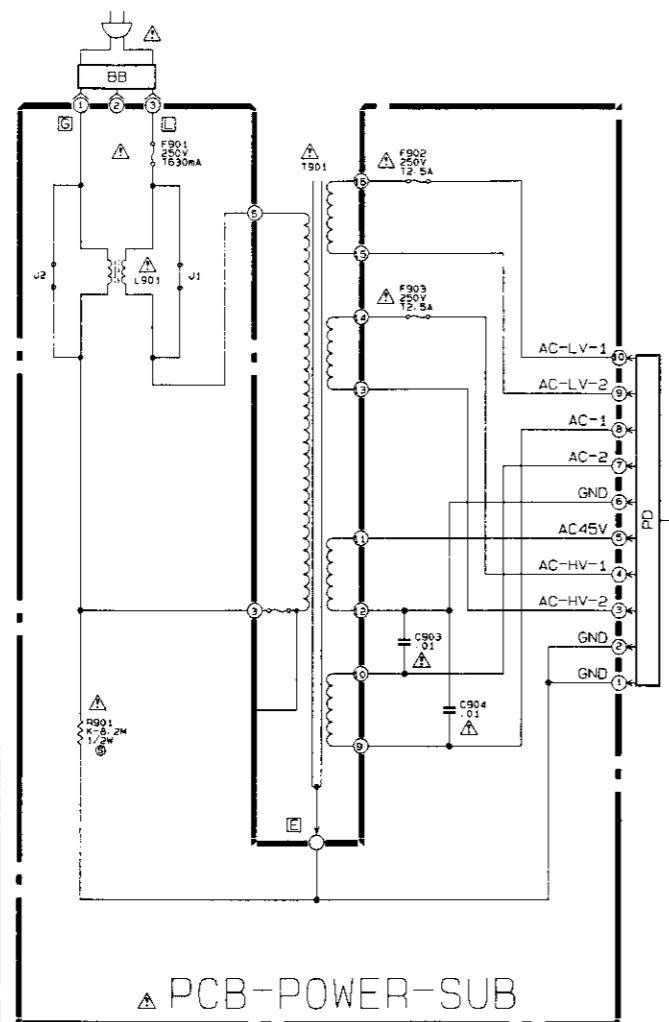 BB
1 2 3
G L
F901
250V
T630mA
J2
L901
J1
T901
5
3
F902
250V
T2.5A
16
15
F903
250V
T2.5A
14
13
11
12
C903
.01
10
C904
.01
9
AC-LV-1 10
AC-LV-2 9
AC-1 8
AC-2 7
GND 6
AC45V 5
AC-HV-1 4
AC-HV-2 3
GND 2
GND 1
PD
R901
K-8.2M
1/2W
S
E
PCB-POWER-SUB